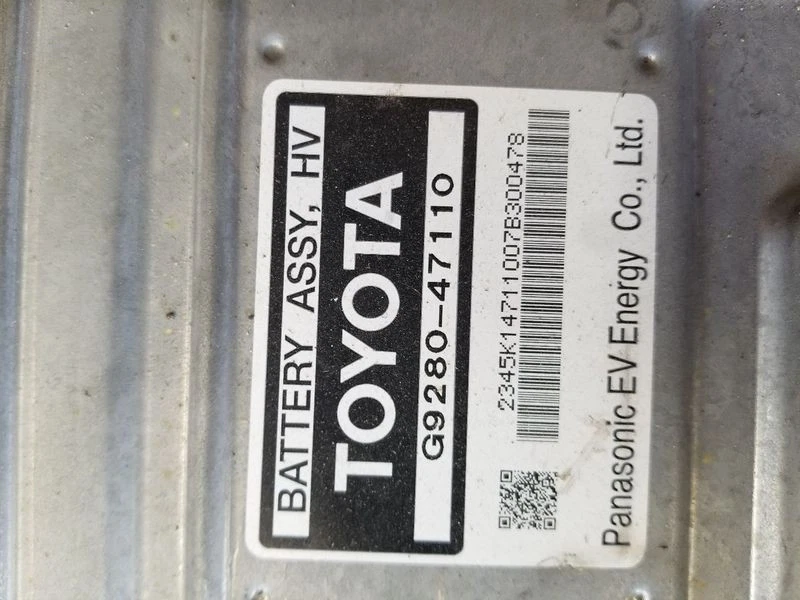 BATTERY ASSY, HV
TOYOTA
G9280-47110
2345K14711007B300478
Panasonic EV Energy Co., Ltd.